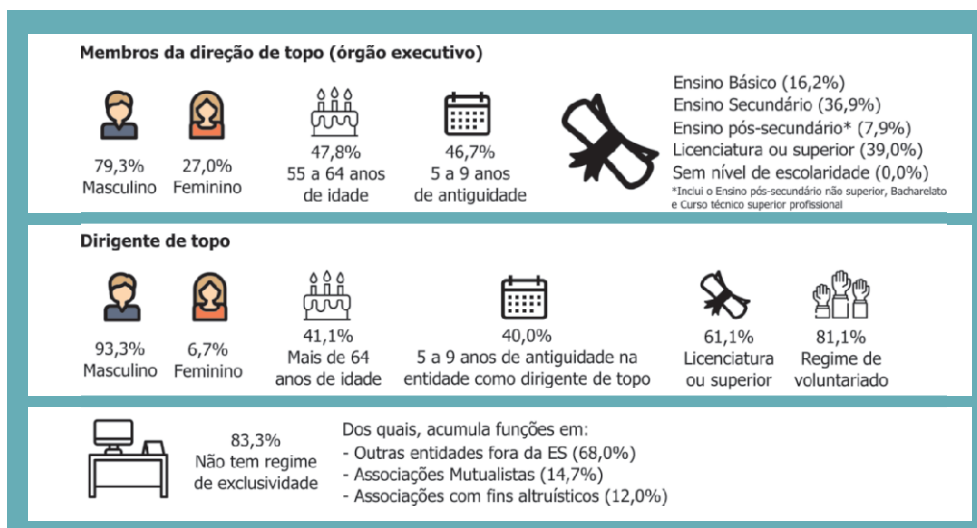 Membros da direção de topo (órgão executivo)
79,3%
Masculino
27,0%
Feminino
47,8%
55 a 64 anos
de idade
46,7%
5 a 9 anos
de antiguidade
Ensino Básico (16,2%)
Ensino Secundário (36,9%)
Ensino pós-secundário* (7,9%)
Licenciatura ou superior (39,0%)
Sem nível de escolaridade (0,0%)
*Inclui o Ensino pós-secundário não superior, Bacharelato
e Curso técnico superior profissional
Dirigente de topo
93,3%
Masculino
6,7%
Feminino
41,1%
Mais de 64
anos de idade
40,0%
5 a 9 anos de antiguidade na
entidade como dirigente de topo
61,1%
Licenciatura
ou superior
81,1%
Regime de
voluntariado
83,3%
Não tem regime
de exclusividade
Dos quais, acumula funções em:
- Outras entidades fora da ES (68,0%)
- Associações Mutualistas (14,7%)
- Associações com fins altruísticos (12,0%)